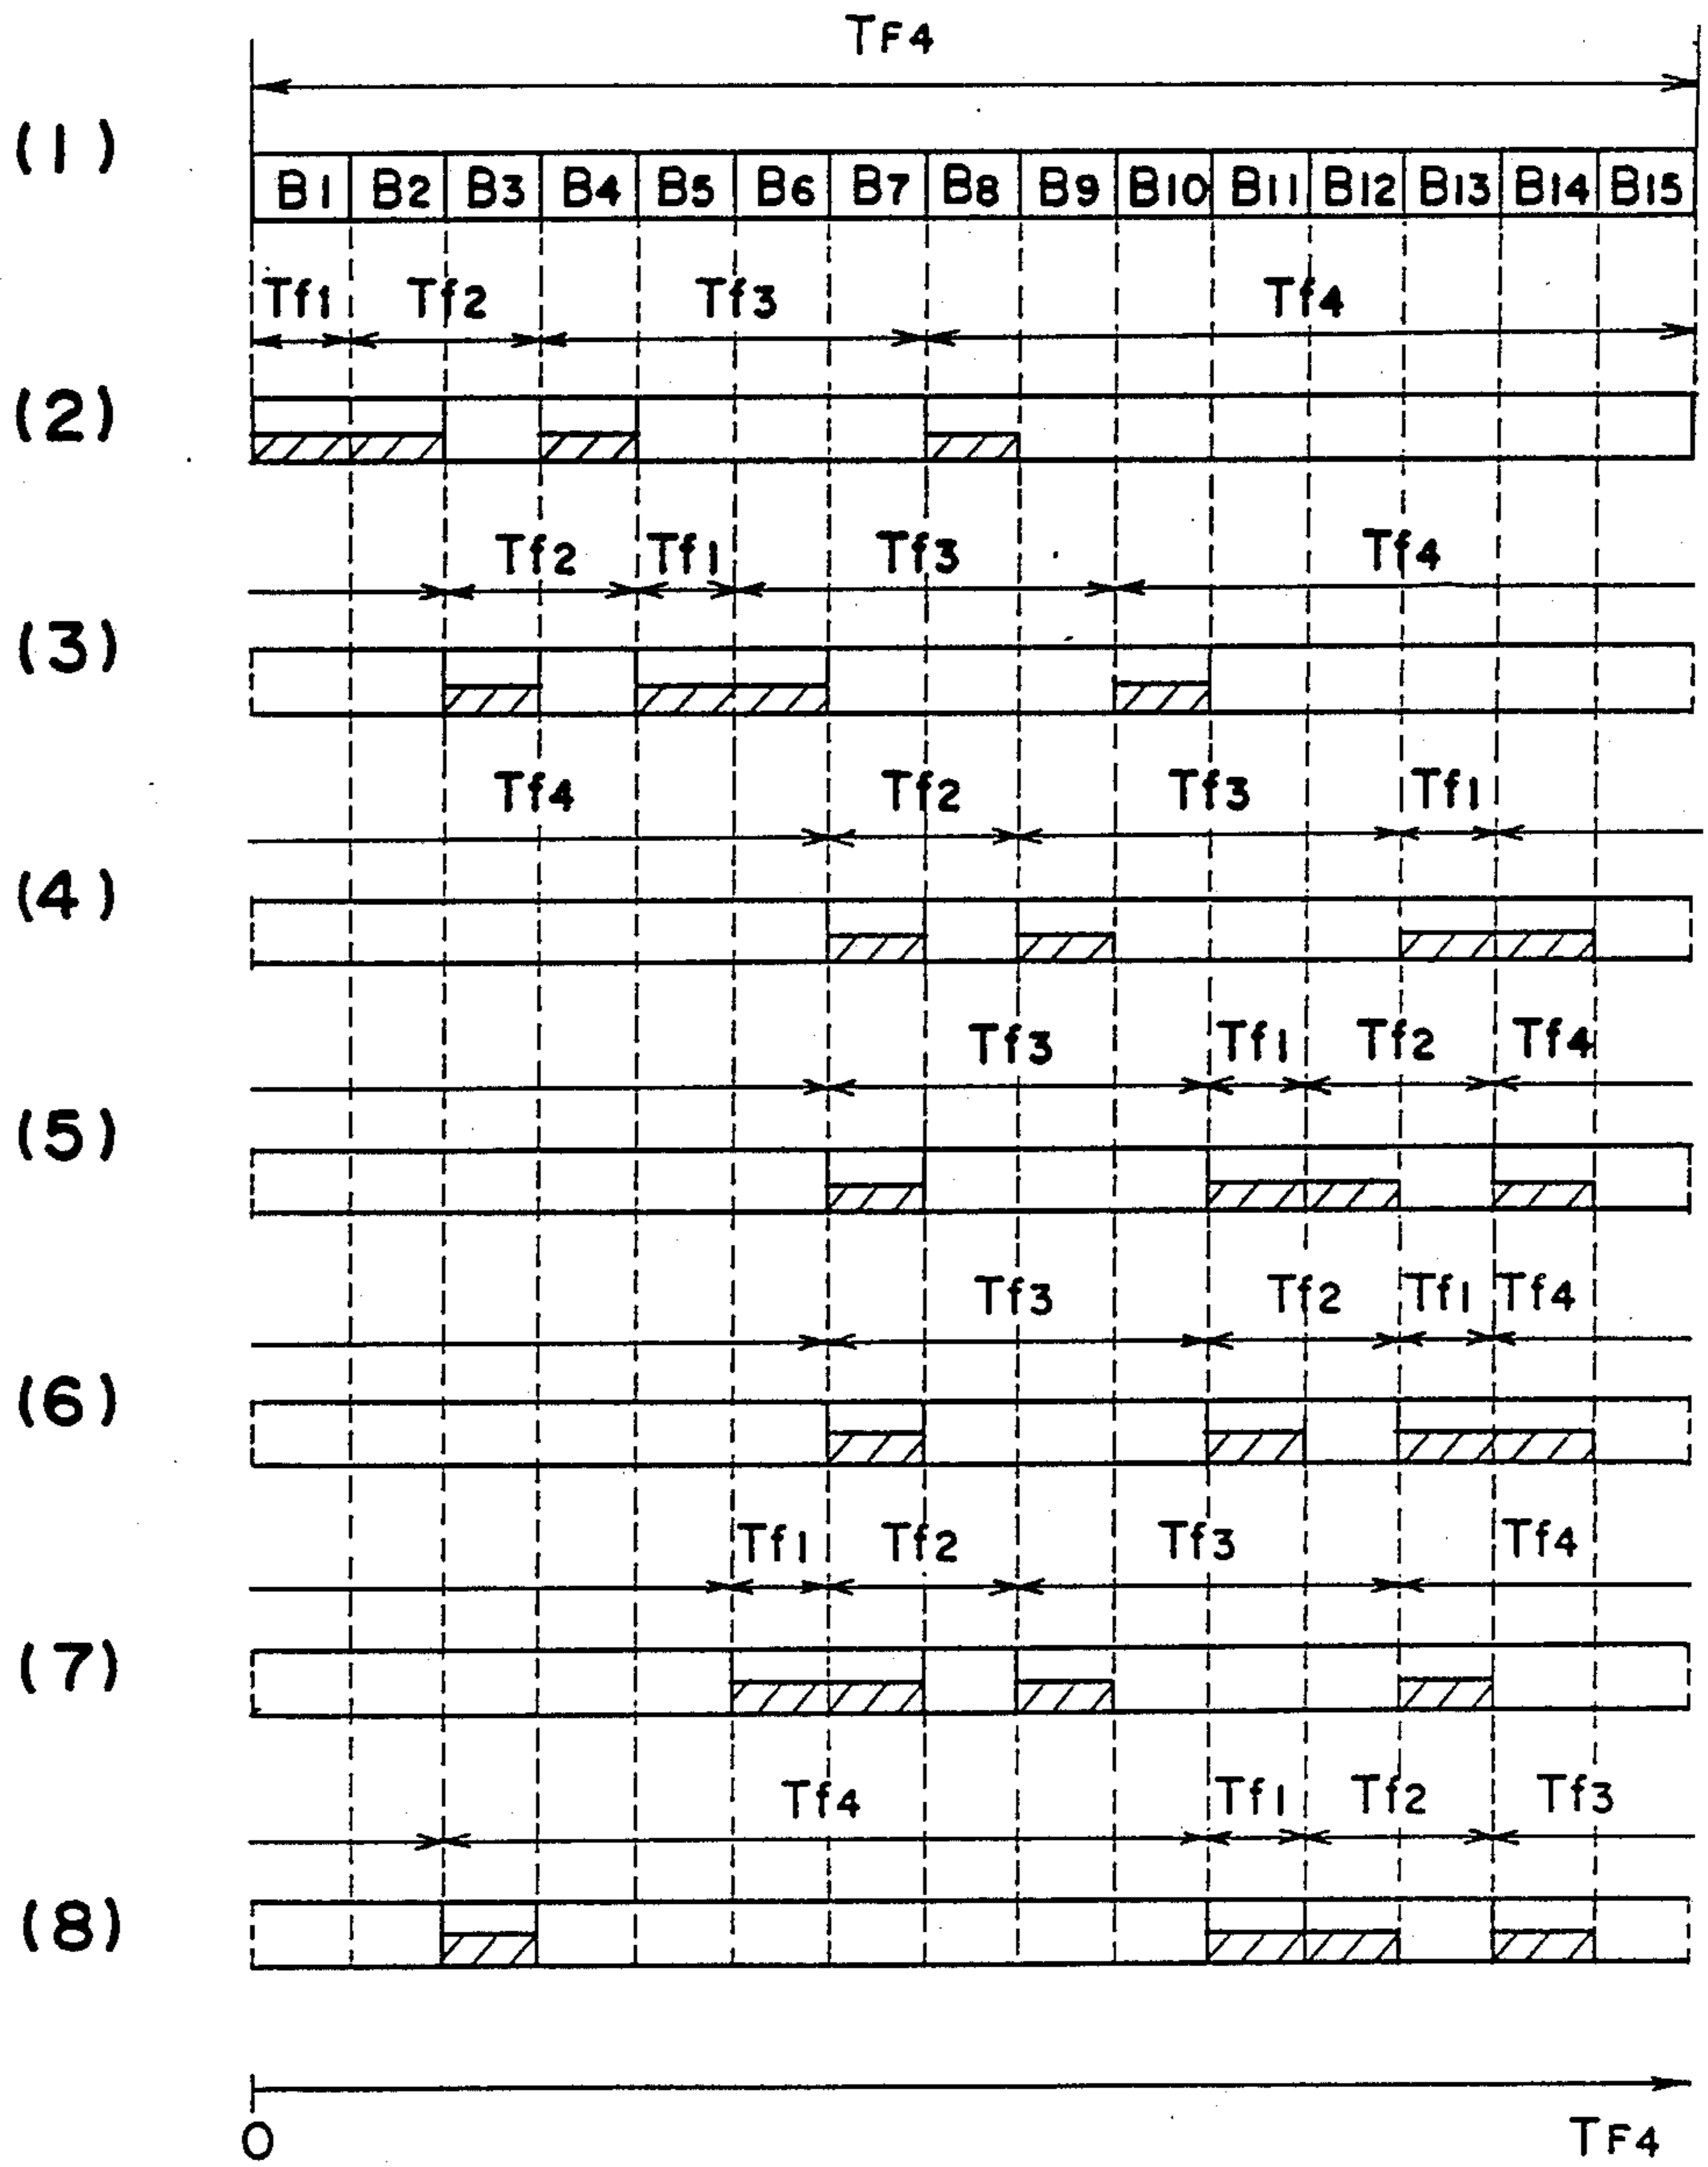 TF4
(1)
B1 B2 B3 B4 B5 B6 B7 B8 B9 B10 B11 B12 B13 B14 B15
Tf1 Tf2 Tf3 Tf4
(2)
Tf2 Tf1 Tf3 Tf4
(3)
Tf4 Tf2 Tf3 Tf1
(4)
Tf3 Tf1 Tf2 Tf4
(5)
Tf3 Tf2 Tf1 Tf4
(6)
Tf1 Tf2 Tf3 Tf4
(7)
Tf4 Tf1 Tf2 Tf3
(8)
0 TF4